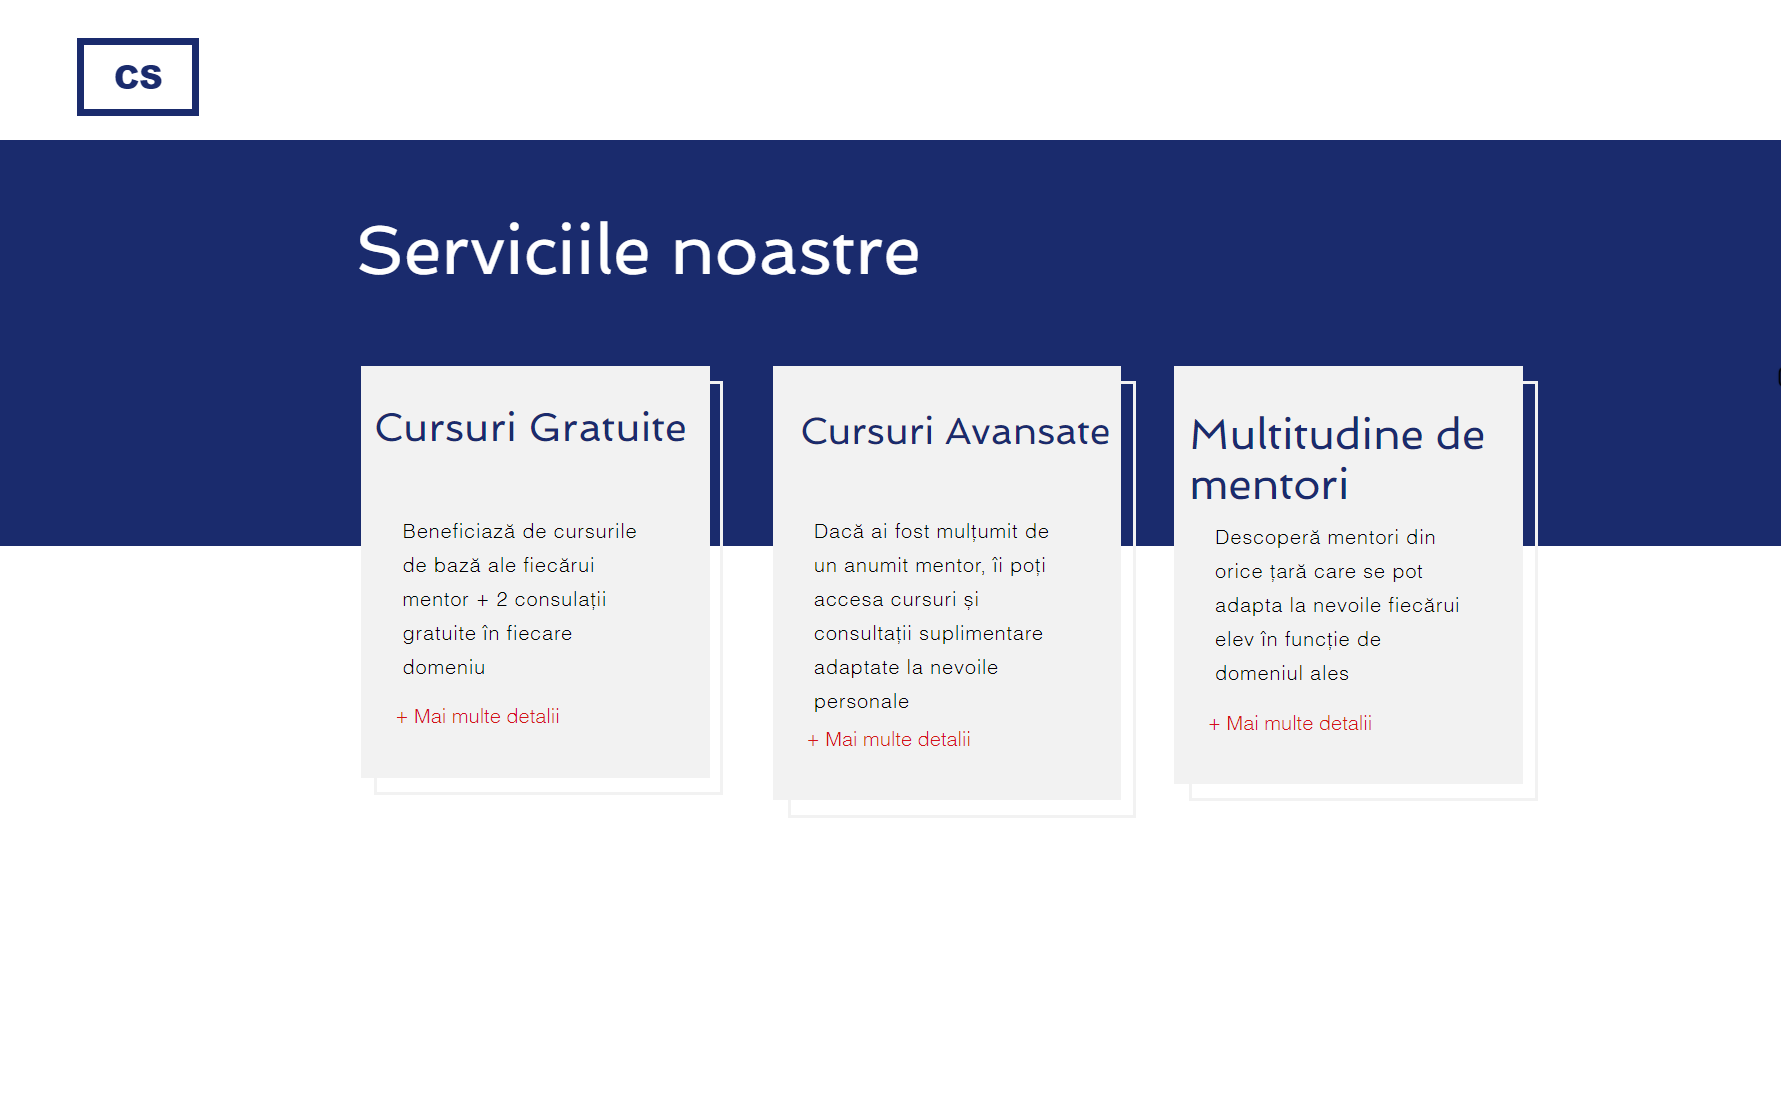 CS
Serviciile noastre
Cursuri Gratuite
Beneficiază de cursurile
de bază ale fiecărui
mentor + 2 consulații
gratuite în fiecare
domeniu
+ Mai multe detalii
Cursuri Avansate
Dacă ai fost mulțumit de
un anumit mentor, îi poți
accesa cursuri și
consultații suplimentare
adaptate la nevoile
personale
+ Mai multe detalii
Multitudine de
mentori
Descoperă mentori din
orice țară care se pot
adapta la nevoile fiecărui
elev în funcție de
domeniul ales
+ Mai multe detalii